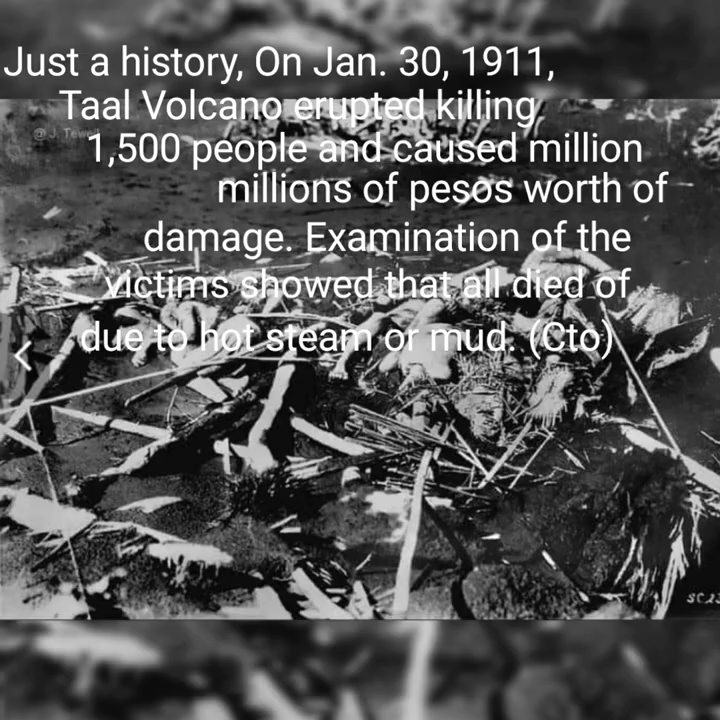 Just a history, On Jan. 30, 1911,
Taal Volcano erupted killing
@ J. Tewell
1,500 people and caused million
millions of pesos worth of
damage. Examination of the
victims showed that all died of
due to hot steam or mud. (Cto)